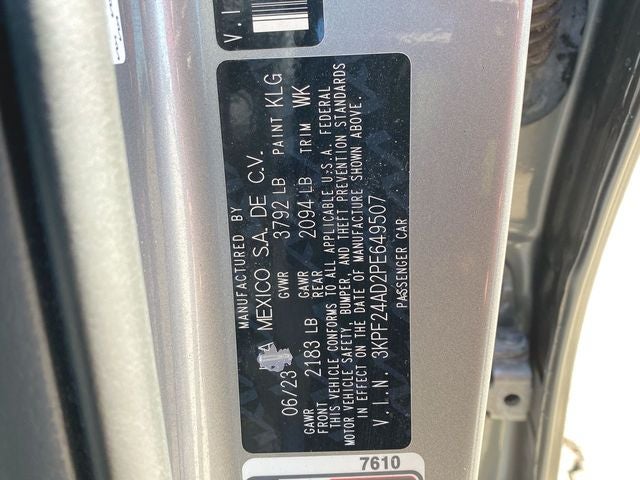 V.I
MANUFACTURED BY
MEXICO S.A. DE C.V.
06/23 GVWR 3792 LB PAINT KLG
GAWR FRONT 2183 LB GAWR REAR 2094 LB TRIM WK
THIS VEHICLE CONFORMS TO ALL APPLICABLE U.S.A. FEDERAL
MOTOR VEHICLE SAFETY, BUMPER, AND THEFT PREVENTION STANDARDS
IN EFFECT ON THE DATE OF MANUFACTURE SHOWN ABOVE.
V.I.N. 3KPF24AD2PE649507
PASSENGER CAR
7610